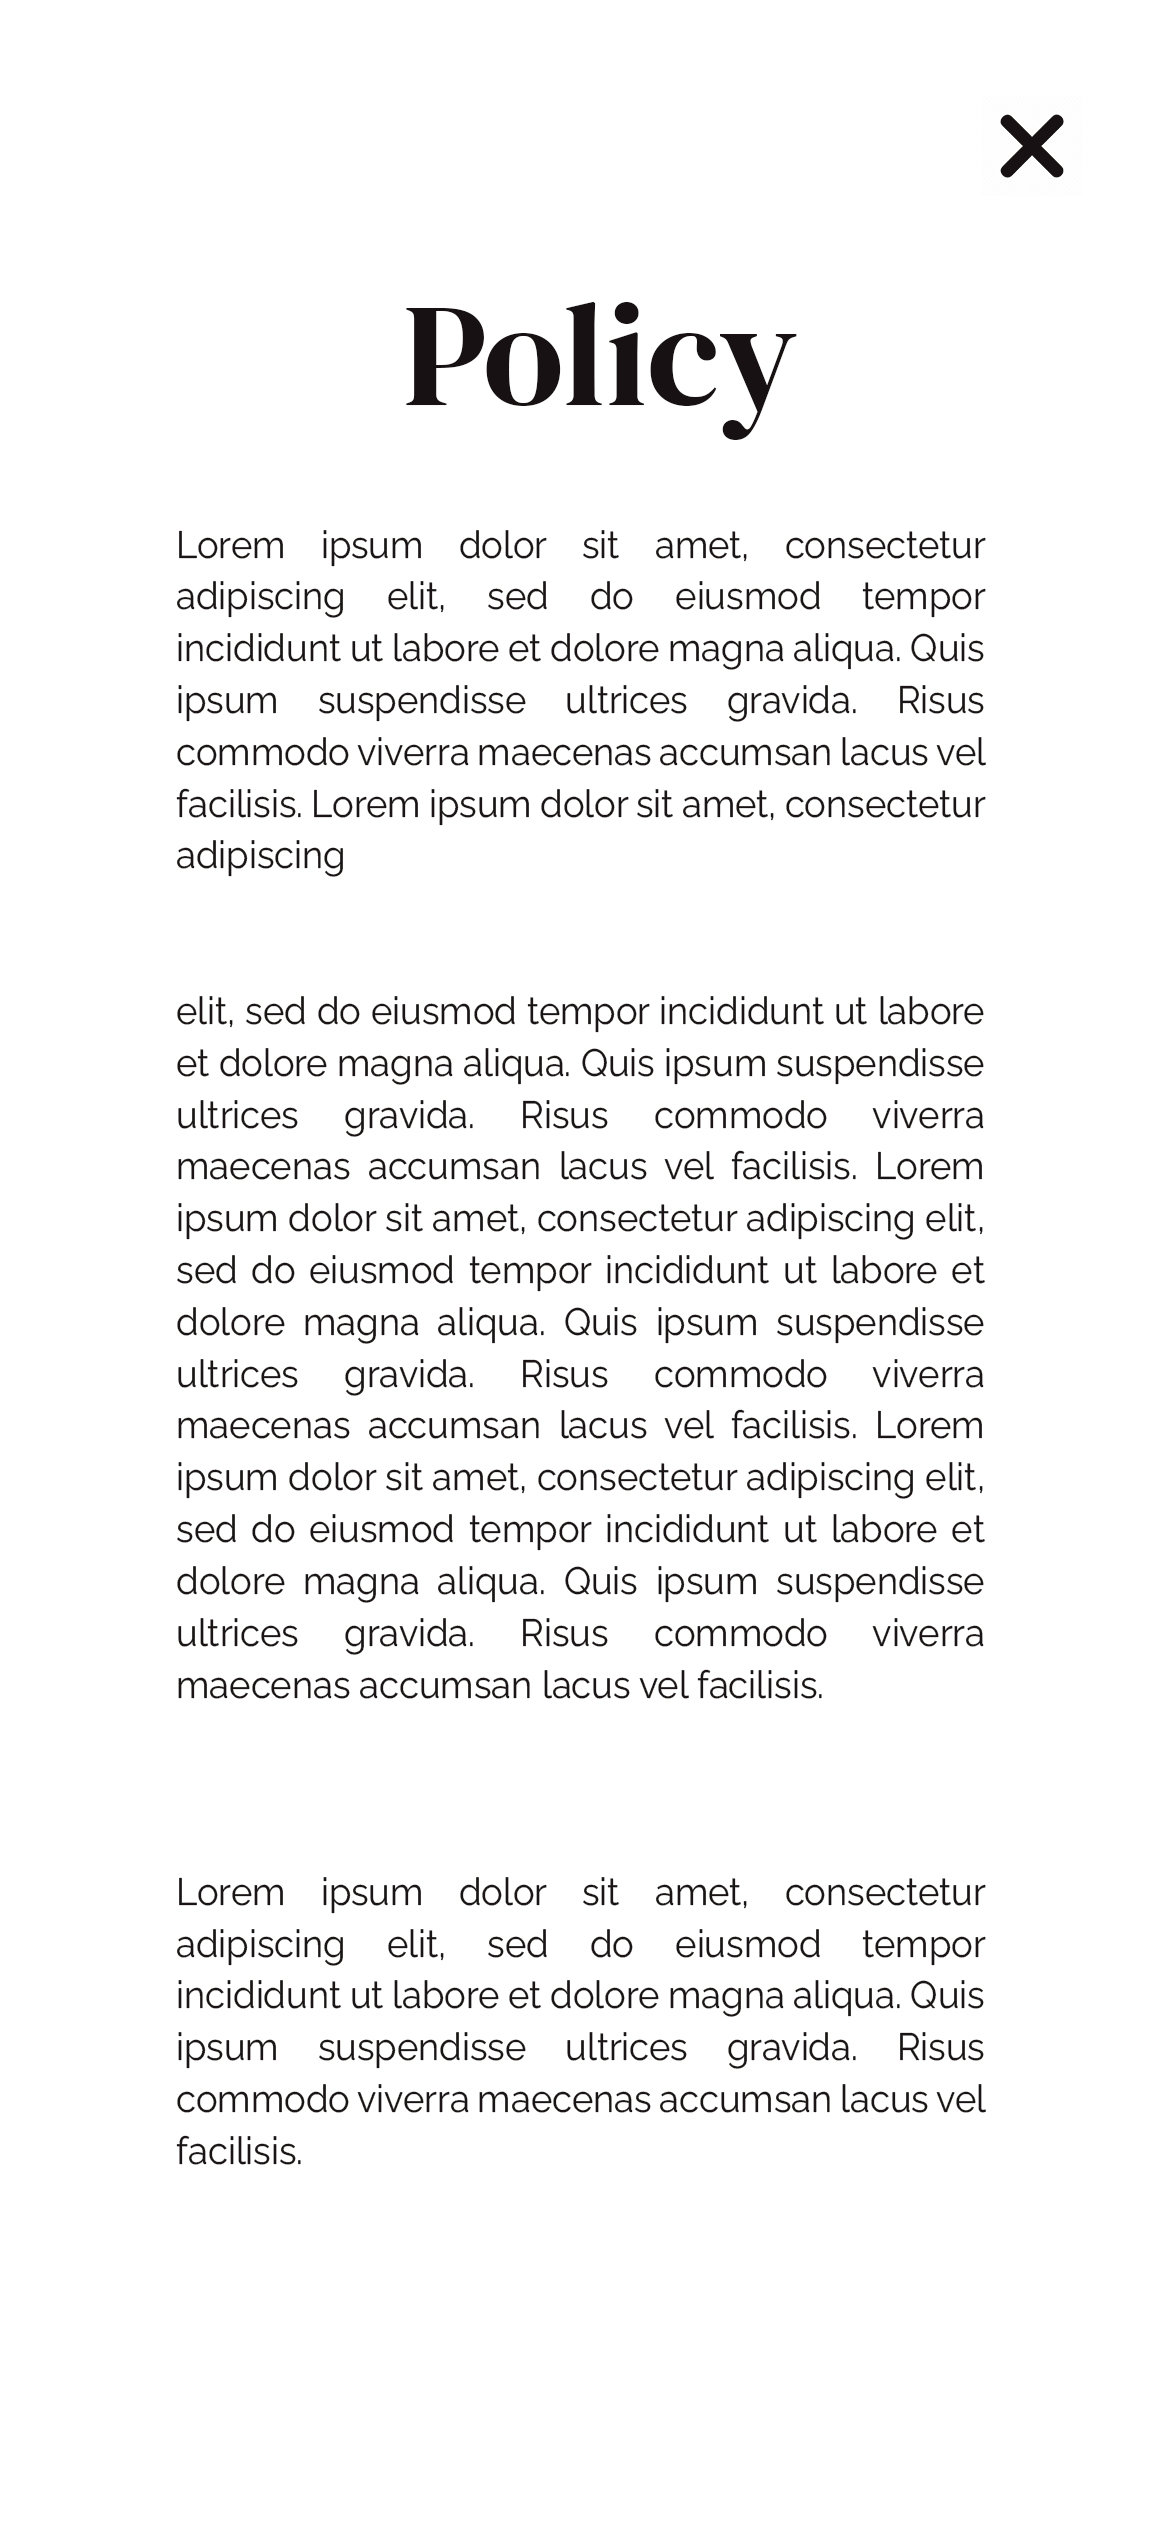 Policy
Lorem ipsum dolor sit amet, consectetur
adipiscing elit, sed do eiusmod tempor
incididunt ut labore et dolore magna aliqua. Quis
ipsum suspendisse ultrices gravida. Risus
commodo viverra maecenas accumsan lacus vel
facilisis. Lorem ipsum dolor sit amet, consectetur
adipiscing
elit, sed do eiusmod tempor incididunt ut labore
et dolore magna aliqua. Quis ipsum suspendisse
ultrices gravida. Risus commodo viverra
maecenas accumsan lacus vel facilisis. Lorem
ipsum dolor sit amet, consectetur adipiscing elit,
sed do eiusmod tempor incididunt ut labore et
dolore magna aliqua. Quis ipsum suspendisse
ultrices gravida. Risus commodo viverra
maecenas accumsan lacus vel facilisis. Lorem
ipsum dolor sit amet, consectetur adipiscing elit,
sed do eiusmod tempor incididunt ut labore et
dolore magna aliqua. Quis ipsum suspendisse
ultrices gravida. Risus commodo viverra
maecenas accumsan lacus vel facilisis.
Lorem ipsum dolor sit amet, consectetur
adipiscing elit, sed do eiusmod tempor
incididunt ut labore et dolore magna aliqua. Quis
ipsum suspendisse ultrices gravida. Risus
commodo viverra maecenas accumsan lacus vel
facilisis.